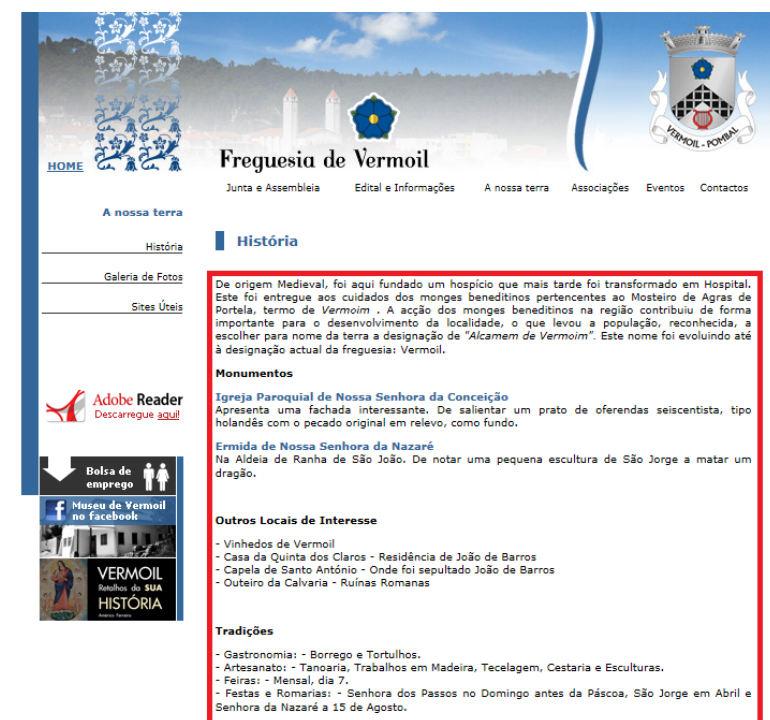 VERMOIL - POMBAL
Freguesia de Vermoil
HOME
Junta e Assembleia Edital e Informações A nossa terra Associações Eventos Contactos
A nossa terra
História
Galeria de Fotos
Sites Úteis
Adobe Reader
Descarregue aqui!
Bolsa de
emprego
Museu de Vermoil
no facebook
VERMOIL
Retalhos da SUA
HISTÓRIA
História
De origem Medieval, foi aqui fundado um hospício que mais tarde foi transformado em Hospital.
Este foi entregue aos cuidados dos monges beneditinos pertencentes ao Mosteiro de Agras de
Portela, termo de Vermoim . A acção dos monges beneditinos na região contribuiu de forma
importante para o desenvolvimento da localidade, o que levou a população, reconhecida, a
escolher para nome da terra a designação de "Alcamem de Vermoim". Este nome foi evoluindo até
à designação actual da freguesia: Vermoil.
Monumentos
Igreja Paroquial de Nossa Senhora da Conceição
Apresenta uma fachada interessante. De salientar um prato de oferendas seiscentista, tipo
holandês com o pecado original em relevo, como fundo.
Ermida de Nossa Senhora da Nazaré
Na Aldeia de Ranha de São João. De notar uma pequena escultura de São Jorge a matar um
dragão.
Outros Locais de Interesse
- Vinhedos de Vermoil
- Casa da Quinta dos Claros - Residência de João de Barros
- Capela de Santo António - Onde foi sepultado João de Barros
- Outeiro da Calvaria - Ruínas Romanas
Tradições
- Gastronomia: - Borrego e Tortulhos.
- Artesanato: - Tanoaria, Trabalhos em Madeira, Tecelagem, Cestaria e Esculturas.
- Feiras: - Mensal, dia 7.
- Festas e Romarias: - Senhora dos Passos no Domingo antes da Páscoa, São Jorge em Abril e
Senhora da Nazaré a 15 de Agosto.